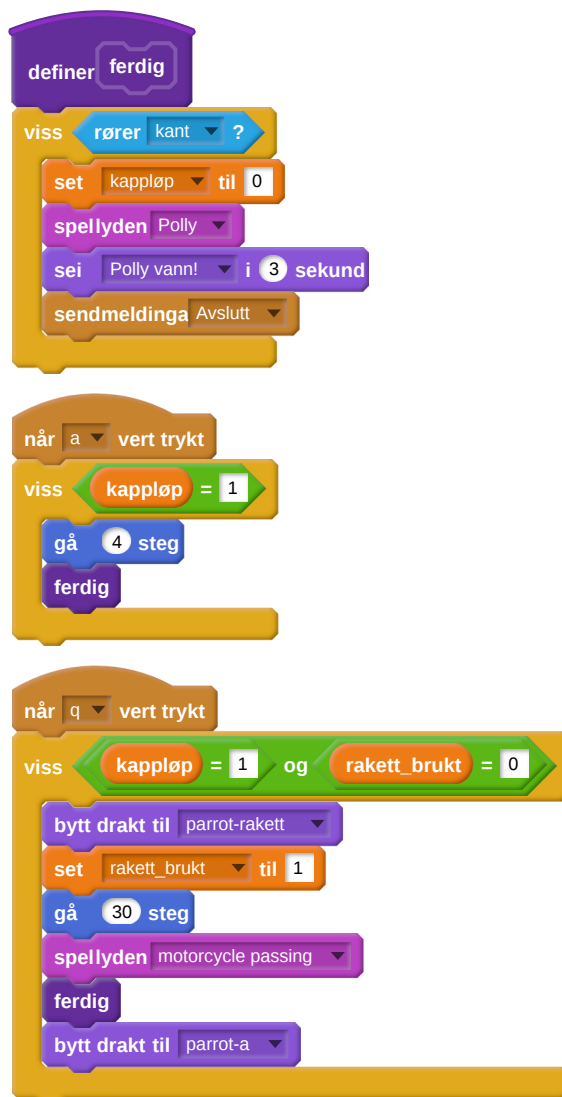 definer ferdig
viss rører kant ?
set kappløp til 0
spellyden Polly
sei Polly vann! i 3 sekund
sendmeldinga Avslutt
når a vert trykt
viss kappløp = 1
gå 4 steg
ferdig
når q vert trykt
viss kappløp = 1 og rakett_brukt = 0
bytt drakt til parrot-rakett
set rakett_brukt til 1
gå 30 steg
spellyden motorcycle passing
ferdig
bytt drakt til parrot-a